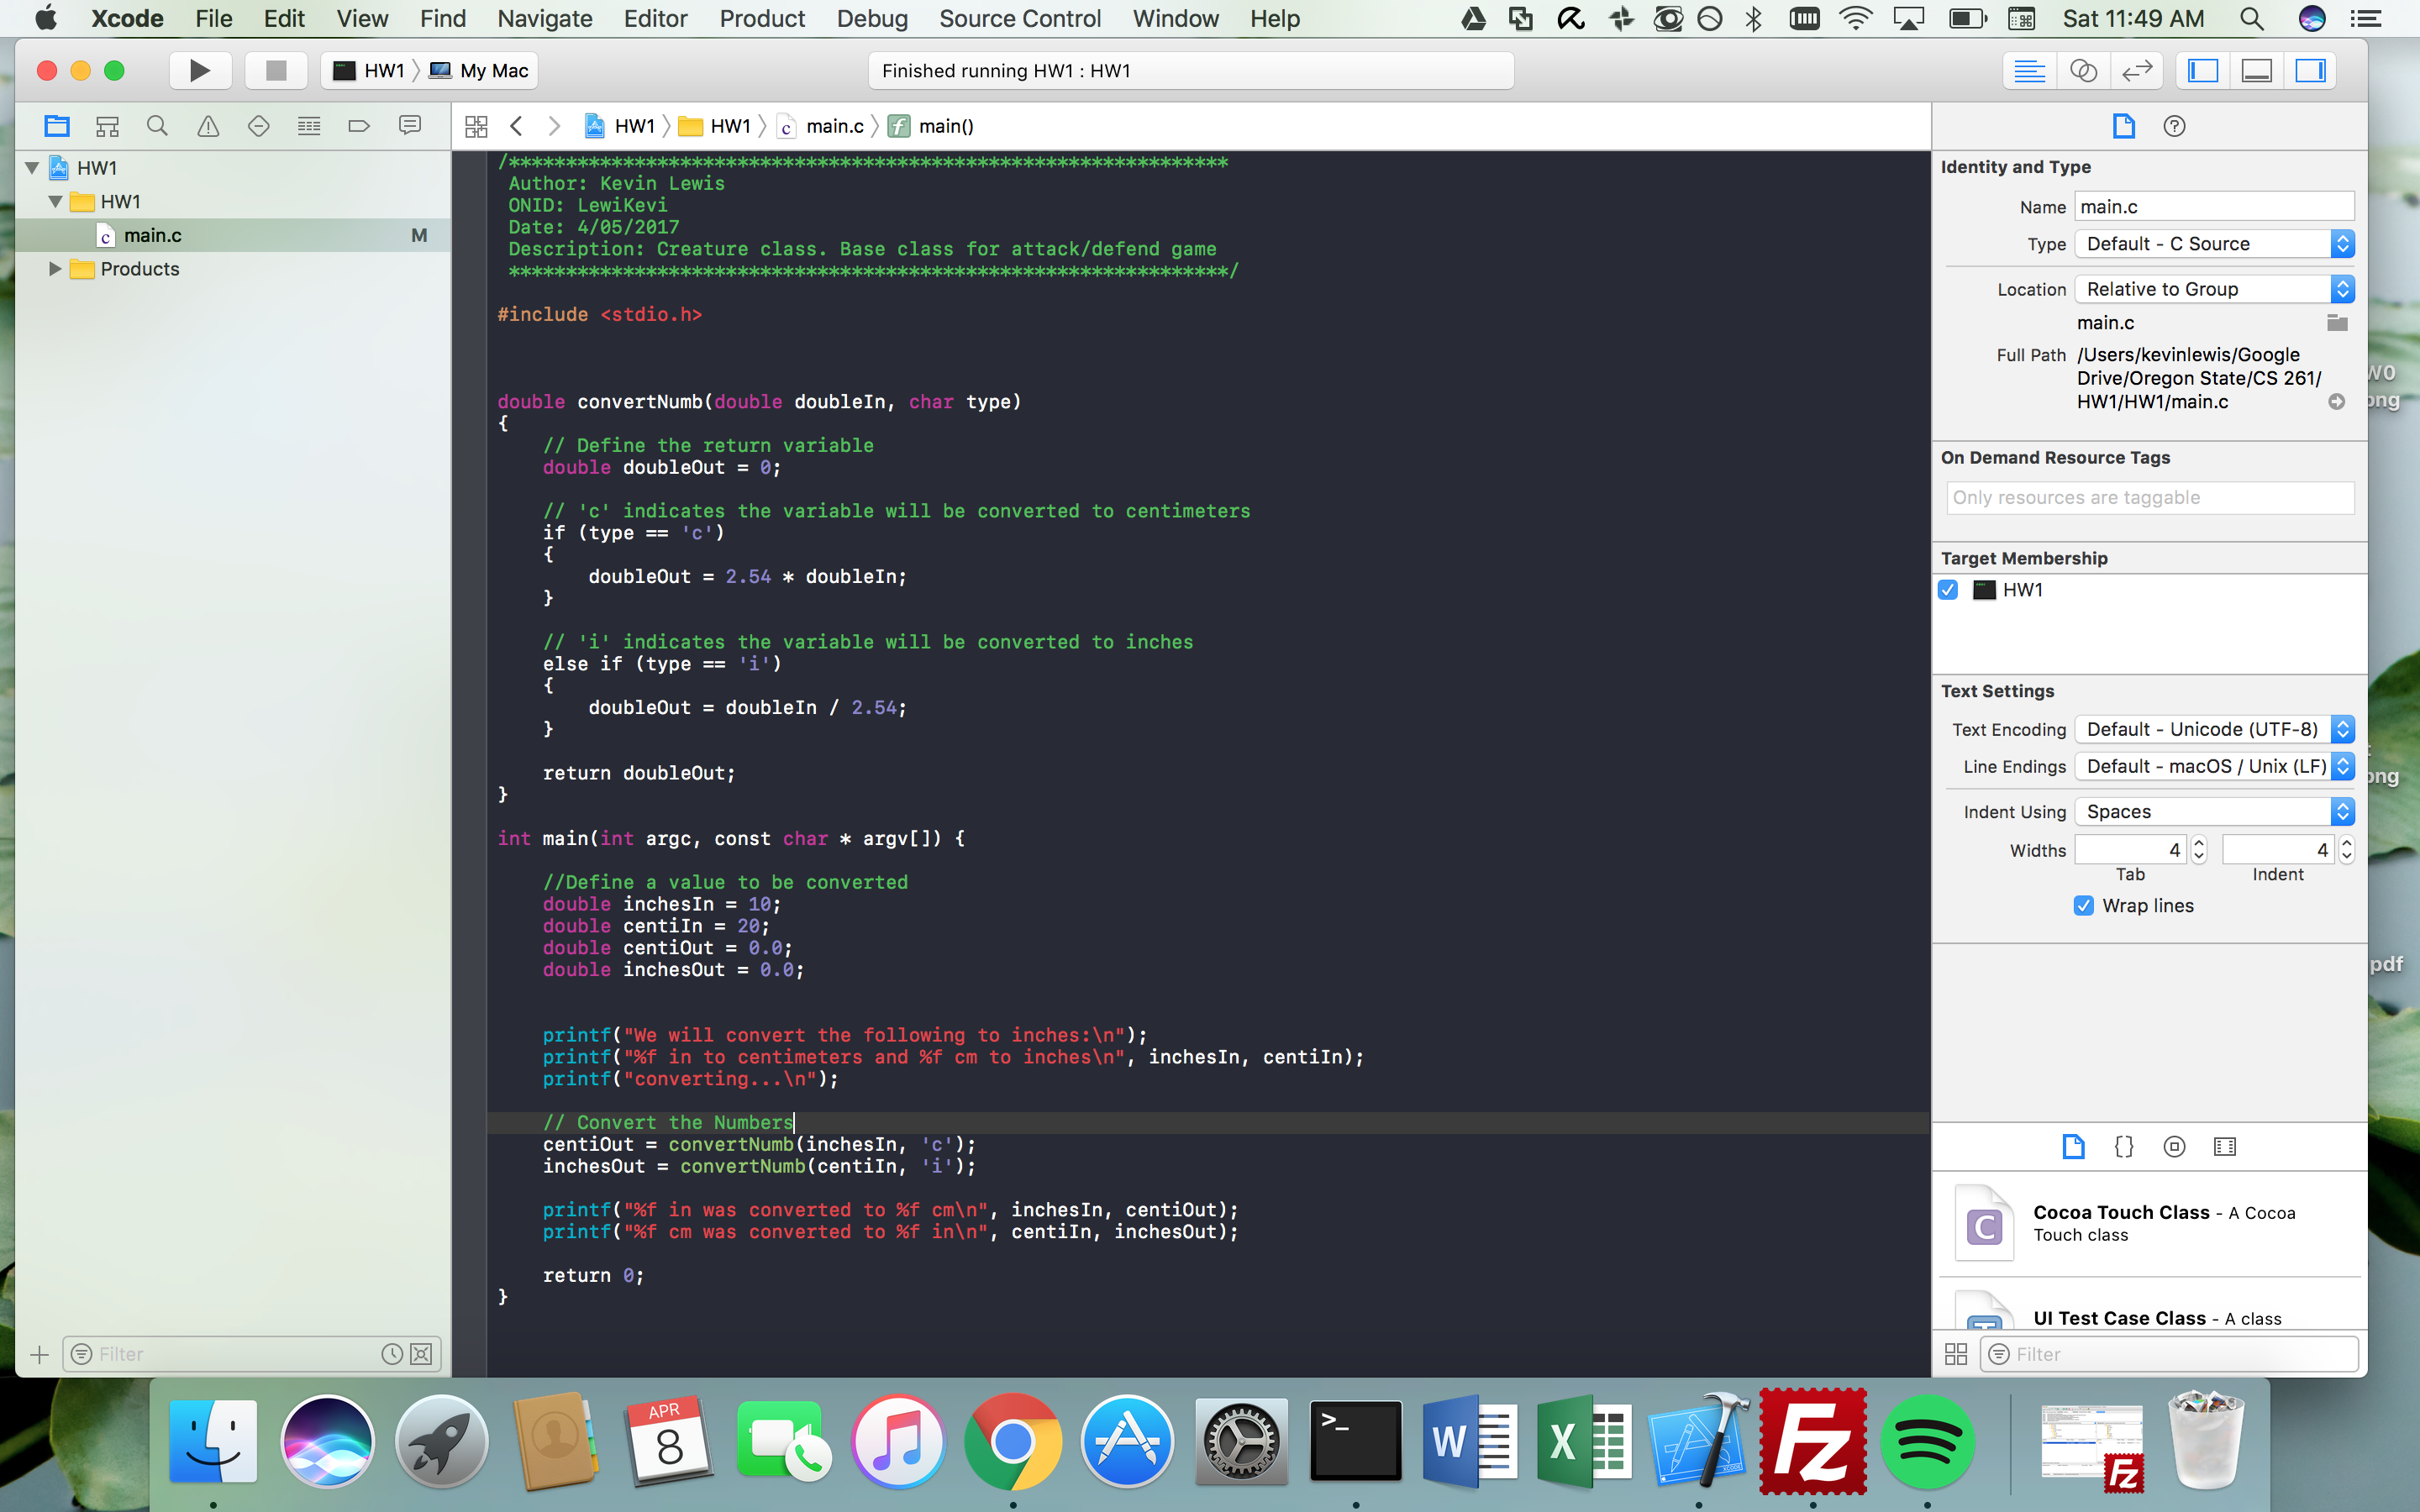 Xcode File Edit View Find Navigate Editor Product Debug Source Control Window Help Sat 11:49 AM
HW1 My Mac Finished running HW1 : HW1
HW1 HW1 main.c main()
HW1
HW1
main.c M
Products
Filter
/***************************************************************
Author: Kevin Lewis
ONID: LewiKevi
Date: 4/05/2017
Description: Creature class. Base class for attack/defend game
***************************************************************/
#include <stdio.h>
double convertNumb(double doubleIn, char type)
{
// Define the return variable
double doubleOut = 0;
// 'c' indicates the variable will be converted to centimeters
if (type == 'c')
{
doubleOut = 2.54 * doubleIn;
}
// 'i' indicates the variable will be converted to inches
else if (type == 'i')
{
doubleOut = doubleIn / 2.54;
}
return doubleOut;
}
int main(int argc, const char * argv[]) {
//Define a value to be converted
double inchesIn = 10;
double centiIn = 20;
double centiOut = 0.0;
double inchesOut = 0.0;
printf("We will convert the following to inches:\n");
printf("%f in to centimeters and %f cm to inches\n", inchesIn, centiIn);
printf("converting...\n");
// Convert the Numbers
centiOut = convertNumb(inchesIn, 'c');
inchesOut = convertNumb(centiIn, 'i');
printf("%f in was converted to %f cm\n", inchesIn, centiOut);
printf("%f cm was converted to %f in\n", centiIn, inchesOut);
return 0;
}
Identity and Type
Name main.c
Type Default - C Source
Location Relative to Group
main.c
Full Path /Users/kevinlewis/Google
Drive/Oregon State/CS 261/
HW1/HW1/main.c
On Demand Resource Tags
Only resources are taggable
Target Membership
HW1
Text Settings
Text Encoding Default - Unicode (UTF-8)
Line Endings Default - macOS / Unix (LF)
Indent Using Spaces
Widths 4 4
Tab Indent
Wrap lines
Cocoa Touch Class - A Cocoa
Touch class
UI Test Case Class - A class
Filter
pdf
APR
8
W
X
Fz
Fz